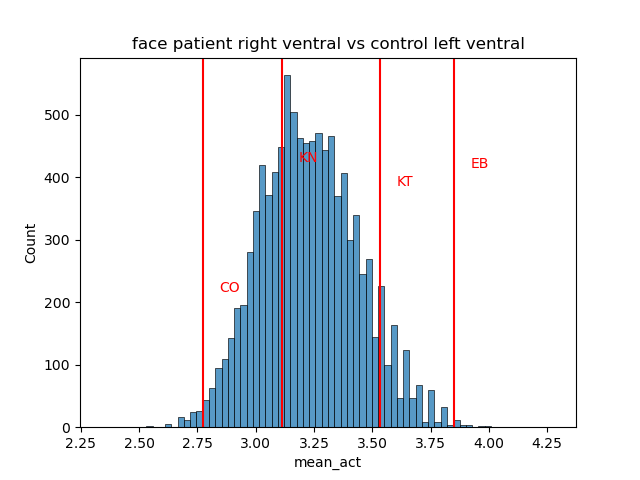 face patient right ventral vs control left ventral
Count
500
400
300
200
100
0
EB
KT
KN
CO
2.25 2.50 2.75 3.00 3.25 3.50 3.75 4.00 4.25
mean_act